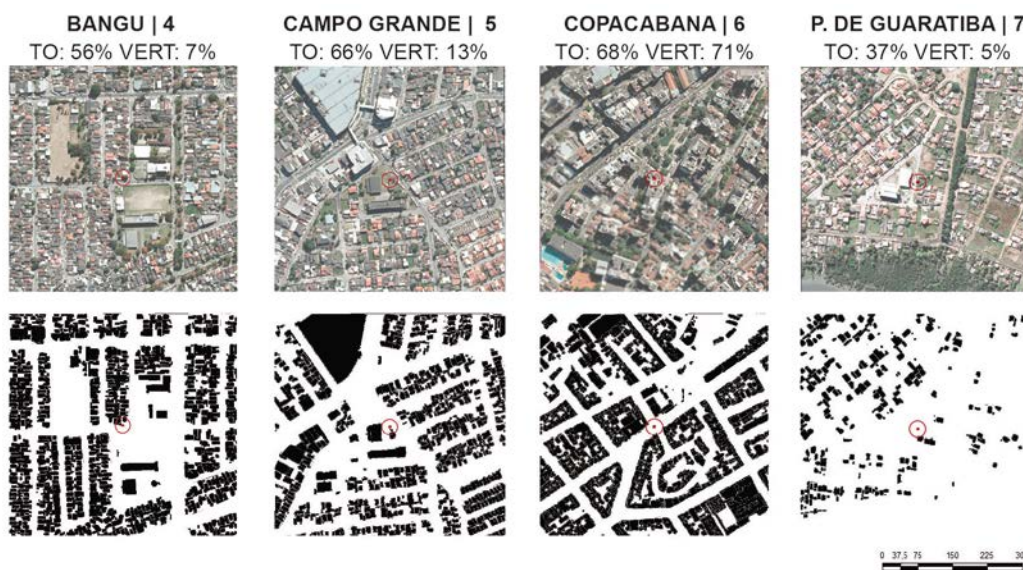 BANGU | 4
TO: 56% VERT: 7%
CAMPO GRANDE | 5
TO: 66% VERT: 13%
COPACABANA | 6
TO: 68% VERT: 71%
P. DE GUARATIBA | 7
TO: 37% VERT: 5%
0 37,5 75 150 225 30